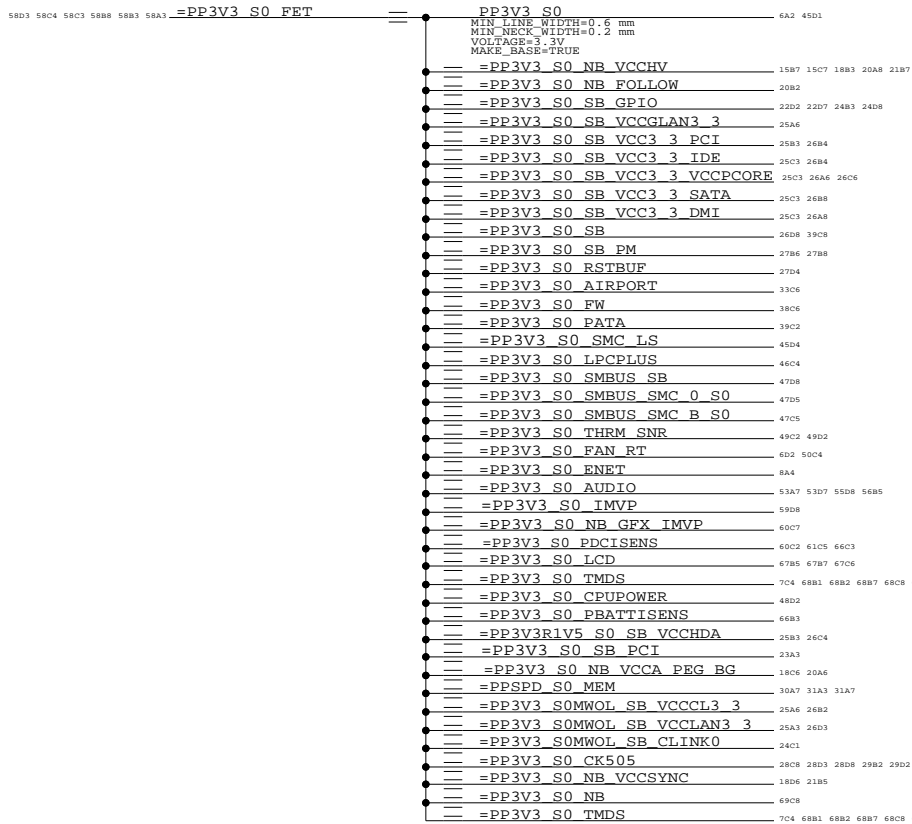 58D3 58C4 58C3 58B8 58B3 58A3 =PP3V3_S0_FET PP3V3_S0 6A2 45D1
MIN_LINE_WIDTH=0.6 mm
MIN_NECK_WIDTH=0.2 mm
VOLTAGE=3.3V
MAKE_BASE=TRUE
=PP3V3_S0_NB_VCCHV 15B7 15C7 18B3 20A8 21B7
=PP3V3_S0_NB_FOLLOW 20B2
=PP3V3_S0_SB_GPIO 22D2 22D7 24B3 24D8
=PP3V3_S0_SB_VCCGLAN3_3 25A6
=PP3V3_S0_SB_VCC3_3_PCI 25B3 26B4
=PP3V3_S0_SB_VCC3_3_IDE 25C3 26B4
=PP3V3_S0_SB_VCC3_3_VCCPCORE 25C3 26A6 26C6
=PP3V3_S0_SB_VCC3_3_SATA 25C3 26B8
=PP3V3_S0_SB_VCC3_3_DMI 25C3 26A8
=PP3V3_S0_SB 26D8 39C8
=PP3V3_S0_SB_PM 27B6 27B8
=PP3V3_S0_RSTBUF 27D4
=PP3V3_S0_AIRPORT 33C6
=PP3V3_S0_FW 38C6
=PP3V3_S0_PATA 39C2
=PP3V3_S0_SMC_LS 45D4
=PP3V3_S0_LPCPLUS 46C4
=PP3V3_S0_SMBUS_SB 47D8
=PP3V3_S0_SMBUS_SMC_0_S0 47D5
=PP3V3_S0_SMBUS_SMC_B_S0 47C5
=PP3V3_S0_THRM_SNR 49C2 49D2
=PP3V3_S0_FAN_RT 6D2 50C4
=PP3V3_S0_ENET 8A4
=PP3V3_S0_AUDIO 53A7 53D7 55D8 56B5
=PP3V3_S0_IMVP 59D8
=PP3V3_S0_NB_GFX_IMVP 60C7
=PP3V3_S0_PDCISENS 60C2 61C5 66C3
=PP3V3_S0_LCD 67B5 67B7 67C6
=PP3V3_S0_TMDS 7C4 68B1 68B2 68B7 68C8
=PP3V3_S0_CPUPOWER 48D2
=PP3V3_S0_PBATTISENS 66B3
=PP3V3R1V5_S0_SB_VCCHDA 25B3 26C4
=PP3V3_S0_SB_PCI 23A3
=PP3V3_S0_NB_VCCA_PEG_BG 18C6 20A6
=PPSPD_S0_MEM 30A7 31A3 31A7
=PP3V3_S0MWOL_SB_VCCCL3_3 25A6 26B2
=PP3V3_S0MWOL_SB_VCCLAN3_3 25A3 26D3
=PP3V3_S0MWOL_SB_CLINK0 24C1
=PP3V3_S0_CK505 28C8 28D3 28D8 29B2 29D2
=PP3V3_S0_NB_VCCSYNC 18D6 21B5
=PP3V3_S0_NB 69C8
=PP3V3_S0_TMDS 7C4 68B1 68B2 68B7 68C8